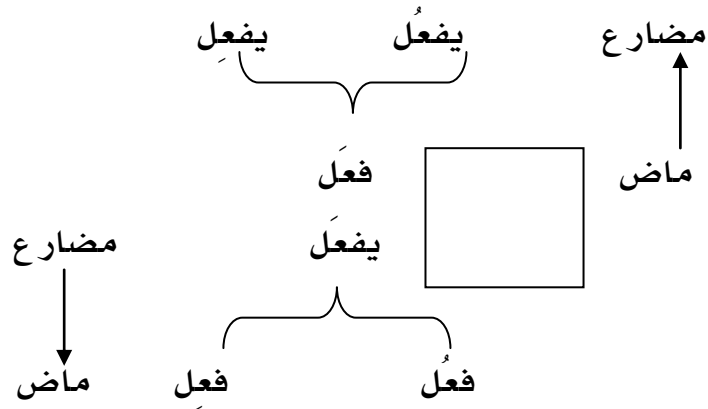 مضارع يفعُل يفعِل
ماض فعَل
يفعَل مضارع
فعُل فعِل ماض